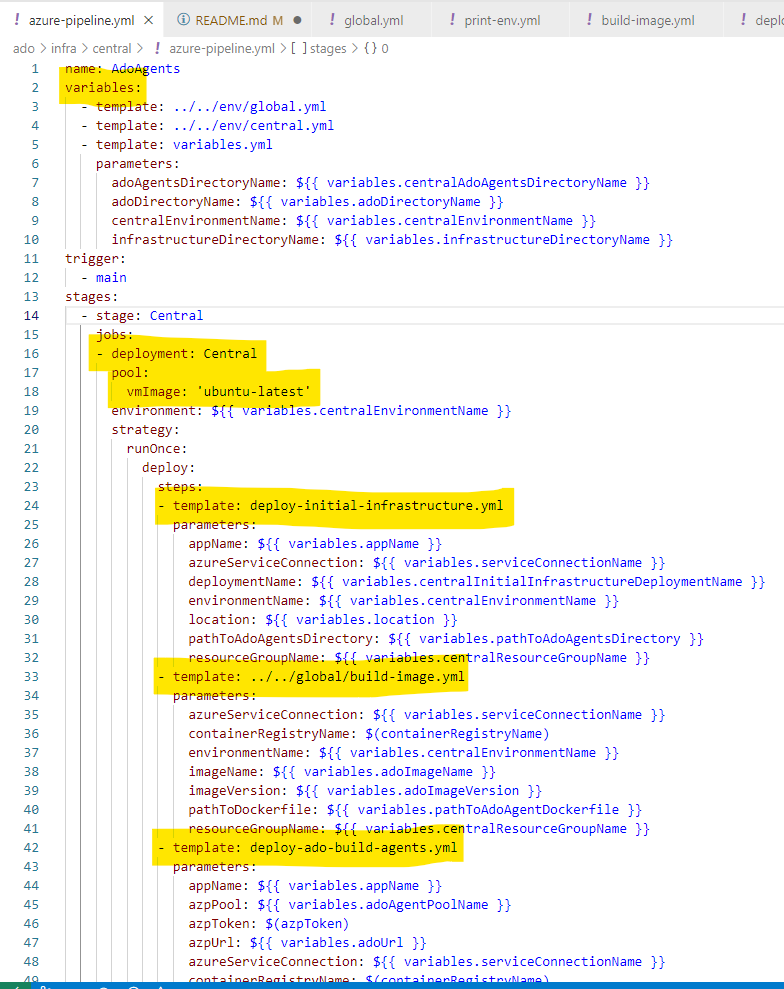 azure-pipeline.yml README.md M global.yml print-env.yml build-image.yml
ado > infra > central > azure-pipeline.yml > [ ] stages > { } 0
1 name: AdoAgents
2 variables:
3 - template: ../../env/global.yml
4 - template: ../../env/central.yml
5 - template: variables.yml
6 parameters:
7 adoAgentsDirectoryName: ${{ variables.centralAdoAgentsDirectoryName }}
8 adoDirectoryName: ${{ variables.adoDirectoryName }}
9 centralEnvironmentName: ${{ variables.centralEnvironmentName }}
10 infrastructureDirectoryName: ${{ variables.infrastructureDirectoryName }}
11 trigger:
12 - main
13 stages:
14 - stage: Central
15 jobs:
16 - deployment: Central
17 pool:
18 vmImage: 'ubuntu-latest'
19 environment: ${{ variables.centralEnvironmentName }}
20 strategy:
21 runOnce:
22 deploy:
23 steps:
24 - template: deploy-initial-infrastructure.yml
25 parameters:
26 appName: ${{ variables.appName }}
27 azureServiceConnection: ${{ variables.serviceConnectionName }}
28 deploymentName: ${{ variables.centralInitialInfrastructureDeploymentName }}
29 environmentName: ${{ variables.centralEnvironmentName }}
30 location: ${{ variables.location }}
31 pathToAdoAgentsDirectory: ${{ variables.pathToAdoAgentsDirectory }}
32 resourceGroupName: ${{ variables.centralResourceGroupName }}
33 - template: ../../global/build-image.yml
34 parameters:
35 azureServiceConnection: ${{ variables.serviceConnectionName }}
36 containerRegistryName: $(containerRegistryName)
37 environmentName: ${{ variables.centralEnvironmentName }}
38 imageName: ${{ variables.adoImageName }}
39 imageVersion: ${{ variables.adoImageVersion }}
40 pathToDockerfile: ${{ variables.pathToAdoAgentDockerfile }}
41 resourceGroupName: ${{ variables.centralResourceGroupName }}
42 - template: deploy-ado-build-agents.yml
43 parameters:
44 appName: ${{ variables.appName }}
45 azpPool: ${{ variables.adoAgentPoolName }}
46 azpToken: $(azpToken)
47 azpUrl: ${{ variables.adoUrl }}
48 azureServiceConnection: ${{ variables.serviceConnectionName }}
49 containerRegistryName: $(containerRegistryName)